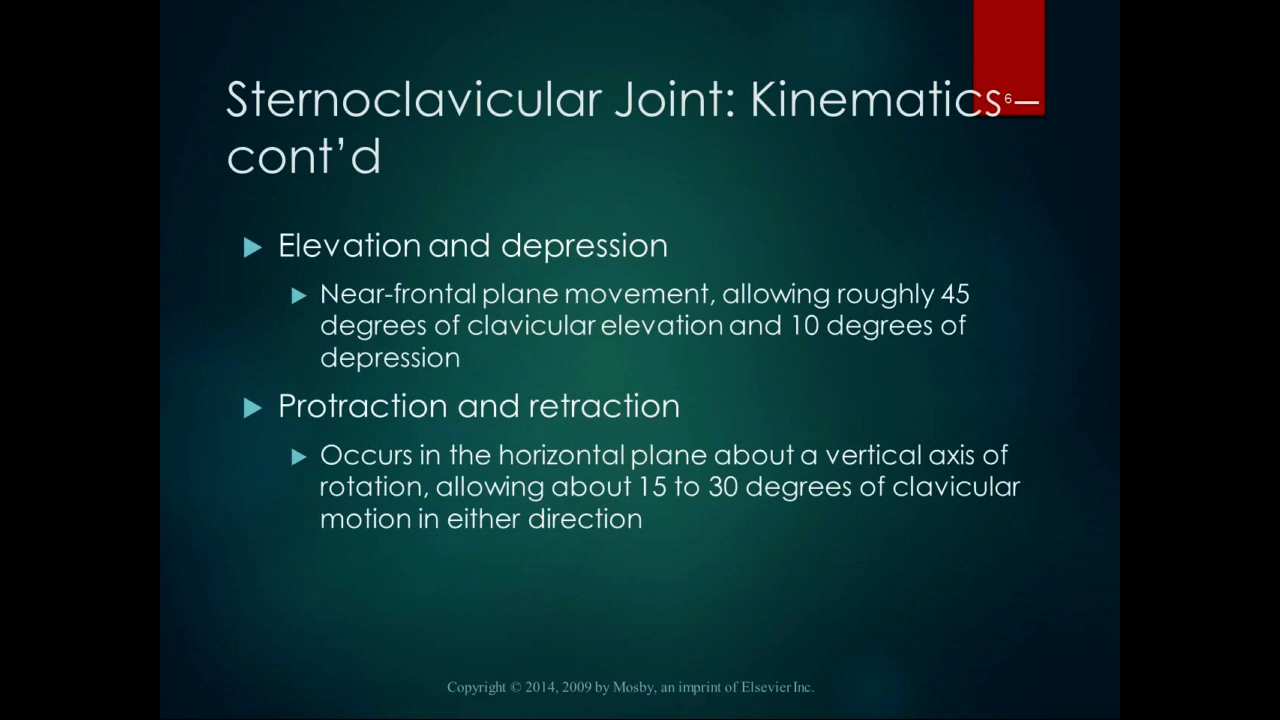 Sternoclavicular Joint: Kinematics—
6
cont’d
Elevation and depression
Near-frontal plane movement, allowing roughly 45
degrees of clavicular elevation and 10 degrees of
depression
Protraction and retraction
Occurs in the horizontal plane about a vertical axis of
rotation, allowing about 15 to 30 degrees of clavicular
motion in either direction
Copyright © 2014, 2009 by Mosby, an imprint of Elsevier Inc.